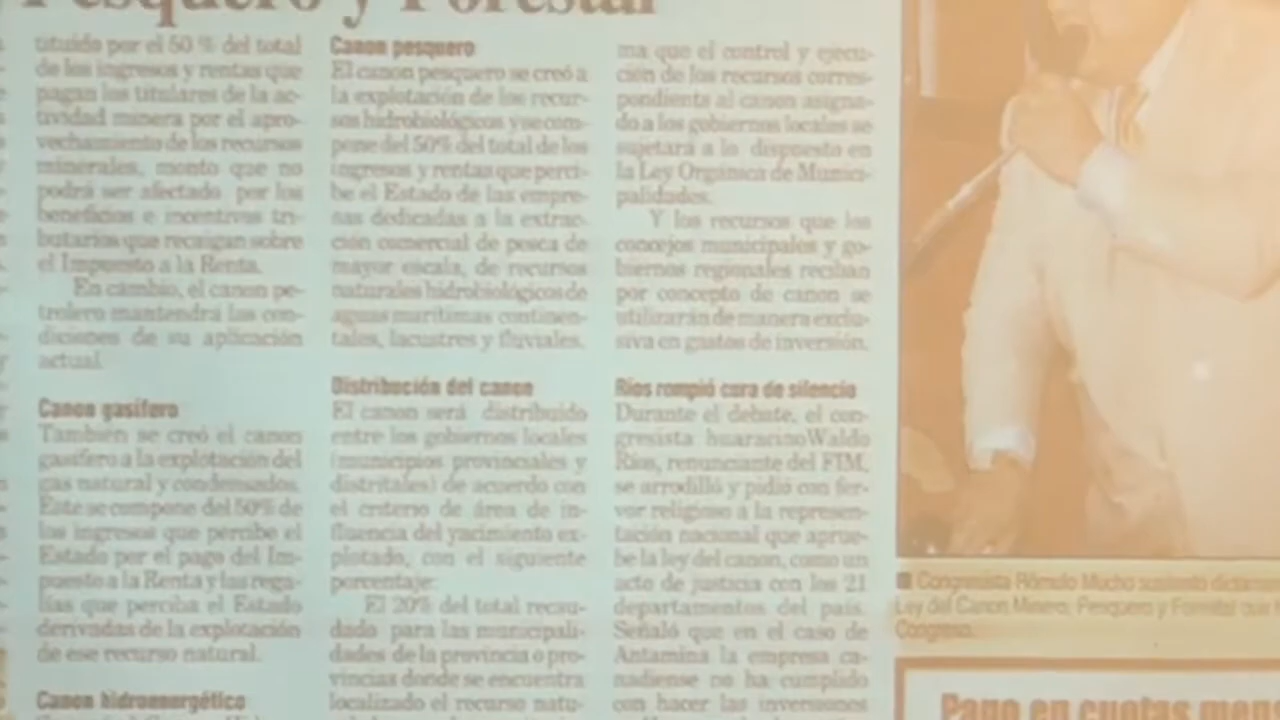 Pesquero y Forestal
tituido por el 50 % del total
de los ingresos y rentas que
pagan los titulares de la ac-
tividad minera por el apro-
vechamiento de los recursos
minerales, monto que no
podrá ser afectado por los
beneficios e incentivos tri-
butarios que recaigan sobre
el Impuesto a la Renta.
En cambio, el canon pe-
trolero mantendrá las con-
diciones de su aplicación
actual.
Canon gasífero
También se creó el canon
gasífero a la explotación del
gas natural y condensados.
Este se compone del 50% de
los ingresos que percibe el
Estado por el pago del Im-
puesto a la Renta y las rega-
lías que perciba el Estado
derivadas de la explotación
de ese recurso natural.
Canon hidroenergético
Canon pesquero
El canon pesquero se creó a
la explotación de los recur-
sos hidrobiológicos y se com-
pone del 50% del total de los
ingresos y rentas que perci-
be el Estado de las empre-
sas dedicadas a la extrac-
ción comercial de pesca de
mayor escala, de recursos
naturales hidrobiológicos de
aguas marítimas continen-
tales, lacustres y fluviales.
Distribución del canon
El canon será distribuido
entre los gobiernos locales
(municipios provinciales y
distritales) de acuerdo con
el criterio de área de in-
fluencia del yacimiento ex-
plotado, con el siguiente
porcentaje:
El 20% del total recau-
dado para las municipali-
dades de la provincia o pro-
vincias donde se encuentra
localizado el recurso natu-
ma que el control y ejecu-
ción de los recursos corres-
pondients al canon asigna-
do a los gobiernos locales se
sujetará a lo dispuesto en
la Ley Orgánica de Munici-
palidades.
Y los recursos que los
concejos municipales y go-
biernos regionales reciban
por concepto de canon se
utilizarán de manera exclu-
siva en gastos de inversión.
Ríos rompió cura de silencio
Durante el debate, el con-
gresista huaracino Waldo
Ríos, renunciante del FIM,
se arrodilló y pidió con fer-
vor religioso a la represen-
tación nacional que aprue-
be la ley del canon, como un
acto de justicia con los 21
departamentos del país.
Señaló que en el caso de
Antamina la empresa ca-
nadiense no ha cumplido
con hacer las inversiones
Congresista Rómulo Mucho sustentó
Ley del Canon Minero, Pesquero y Forestal que
Congreso.
Pago en cuotas mens